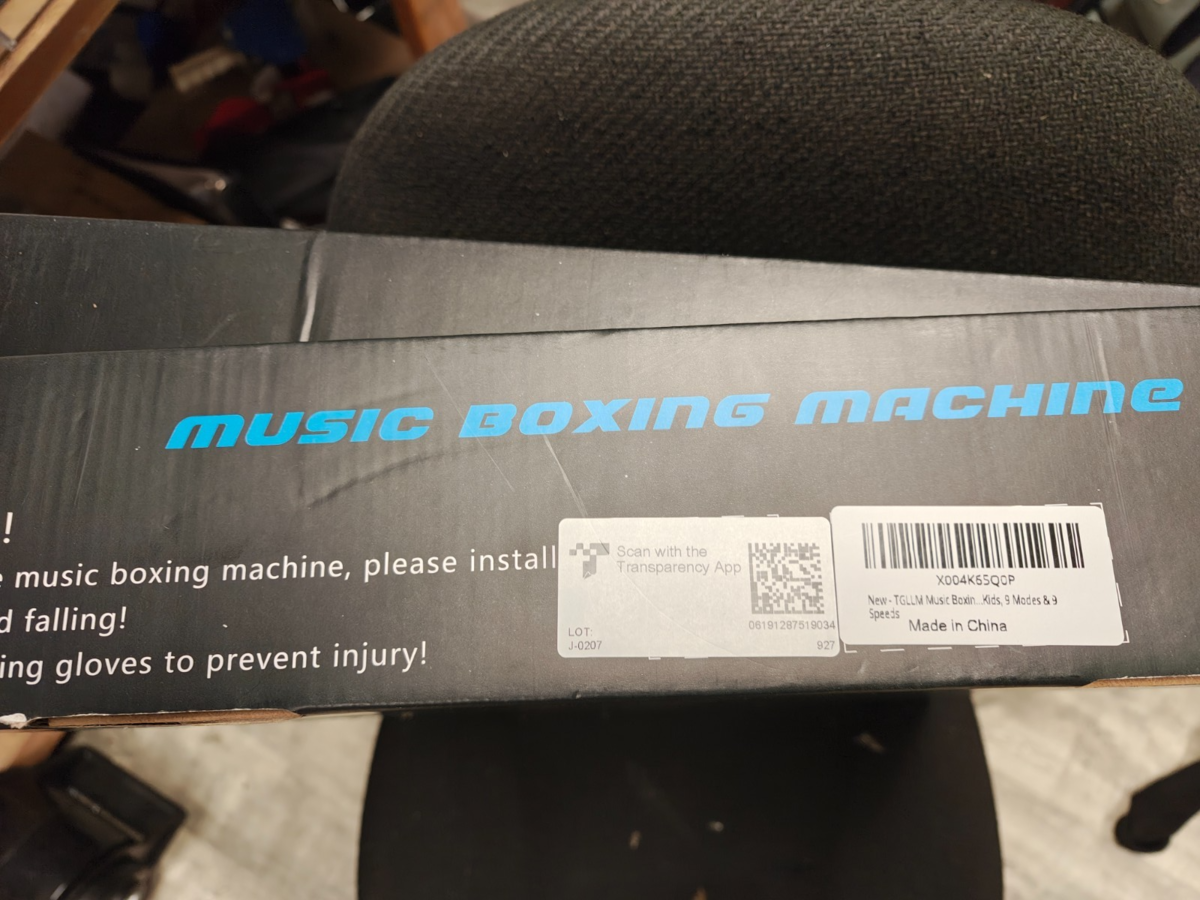 MUSIC BOXING MACHINE
!
music boxing machine, please install
d falling!
ing gloves to prevent injury!
Scan with the
Transparency App
06191287519034
LOT:
J-0207
927
X004K65Q0P
New - TGLLM Music Boxin...Kids, 9 Modes & 9
Speeds
Made in China